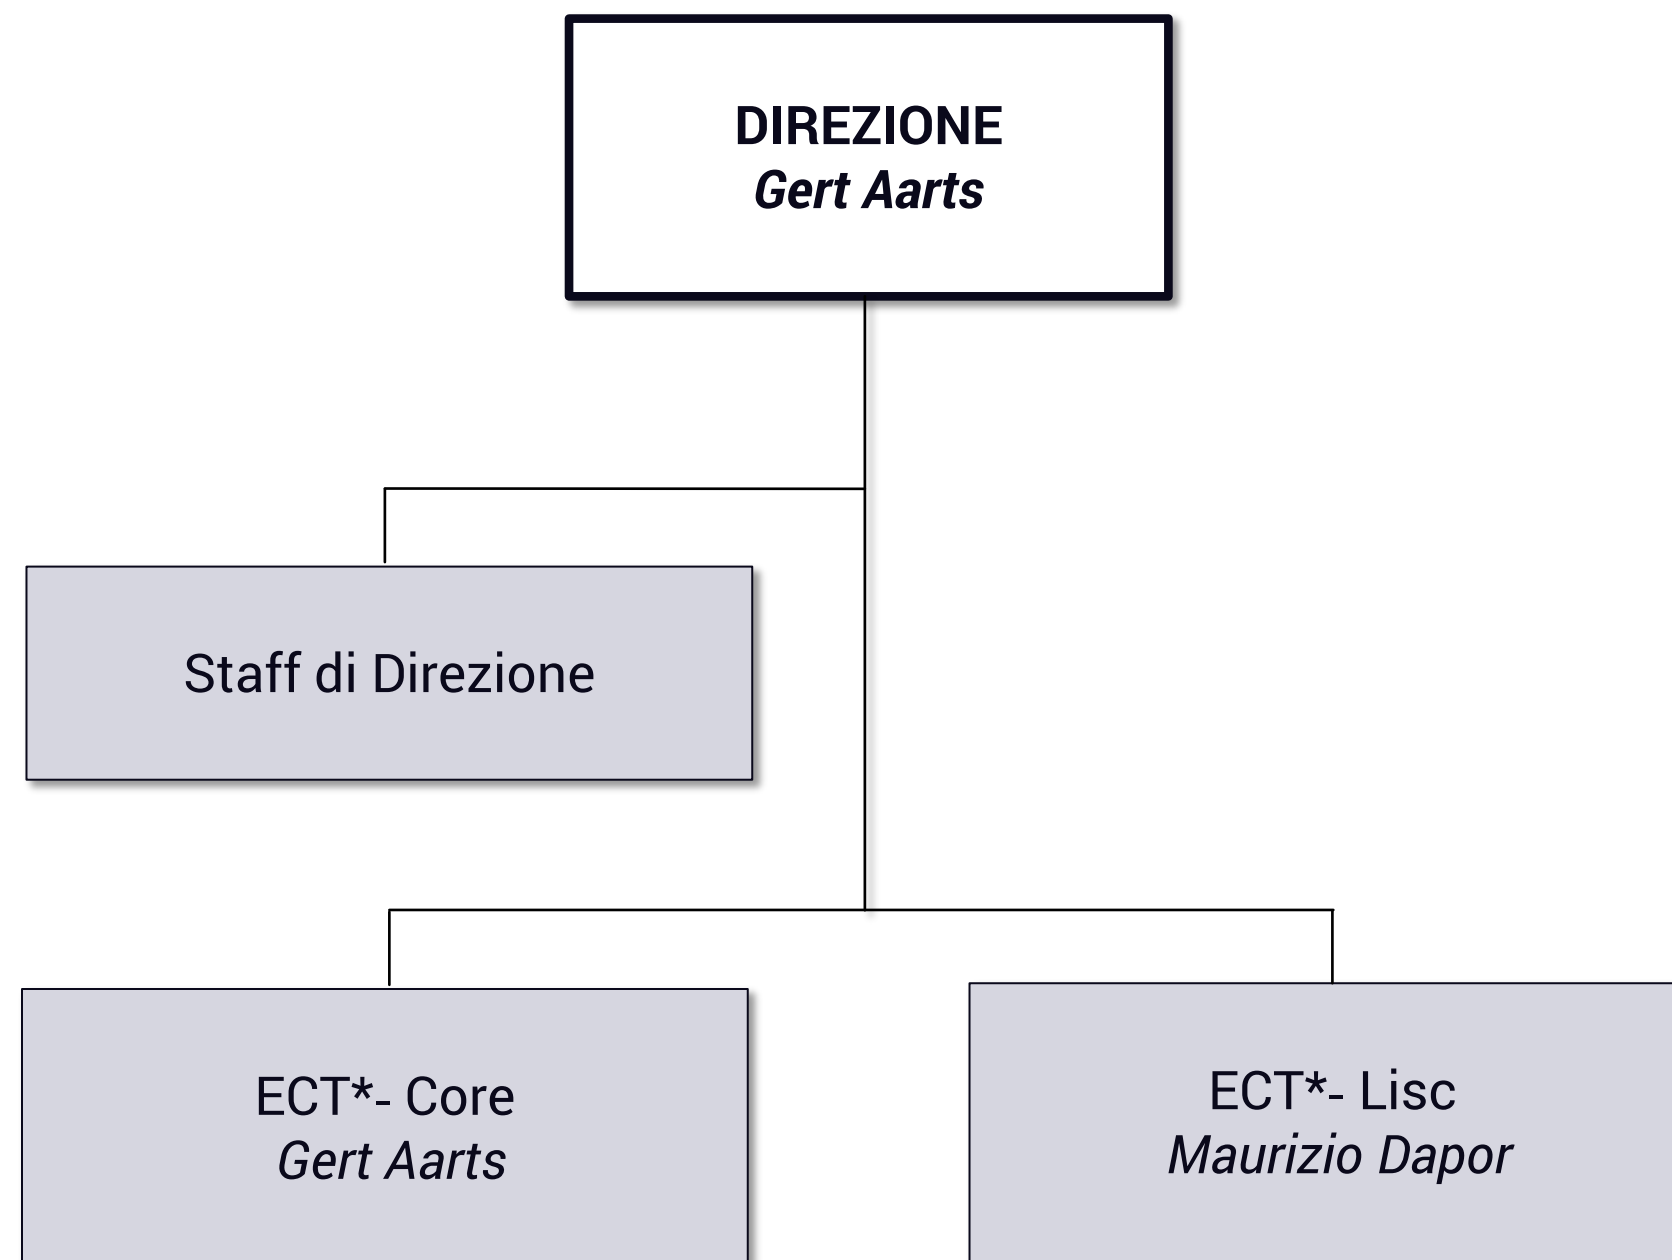 DIREZIONE
Gert Aarts
Staff di Direzione
ECT*- Core
Gert Aarts
ECT*- Lisc
Maurizio Dapor